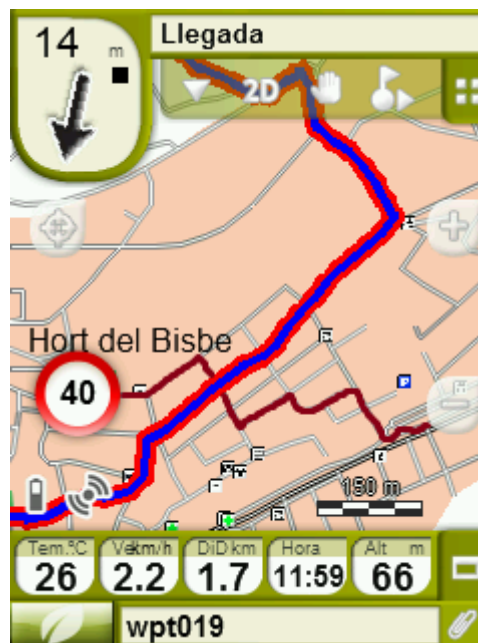 14 m
Llegada
2D
Hort del Bisbe
40
150 m
Tem.ºC
26
Vel km/h
2.2
DiD km
1.7
Hora
11:59
Alt m
66
wpt019